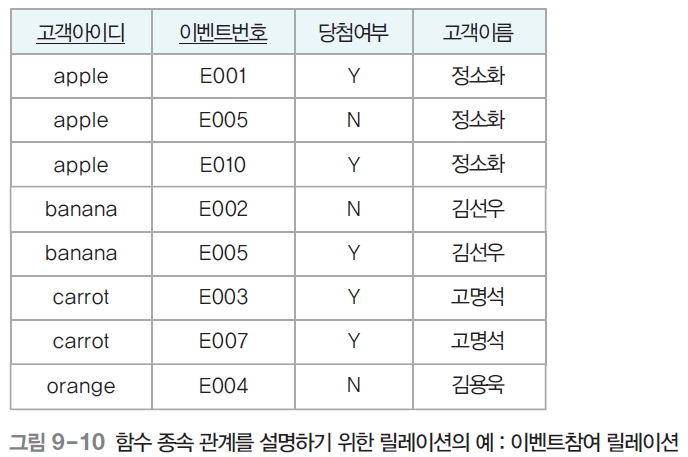 고객아이디 이벤트번호 당첨여부 고객이름
apple E001 Y 정소화
apple E005 N 정소화
apple E010 Y 정소화
banana E002 N 김선우
banana E005 Y 김선우
carrot E003 Y 고명석
carrot E007 Y 고명석
orange E004 N 김용욱
그림 9-10 함수 종속 관계를 설명하기 위한 릴레이션의 예 : 이벤트참여 릴레이션